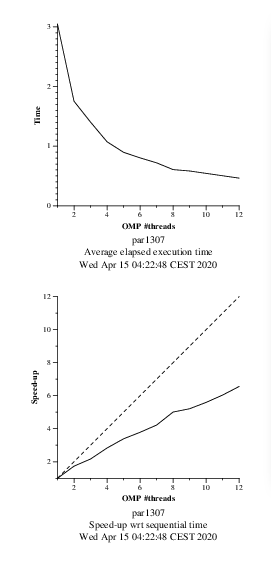 3
2
1
0
Time
2 4 6 8 10 12
OMP #threads
par1307
Average elapsed execution time
Wed Apr 15 04:22:48 CEST 2020
12
10
8
6
4
2
Speed-up
2 4 6 8 10 12
OMP #threads
par1307
Speed-up wrt sequential time
Wed Apr 15 04:22:48 CEST 2020